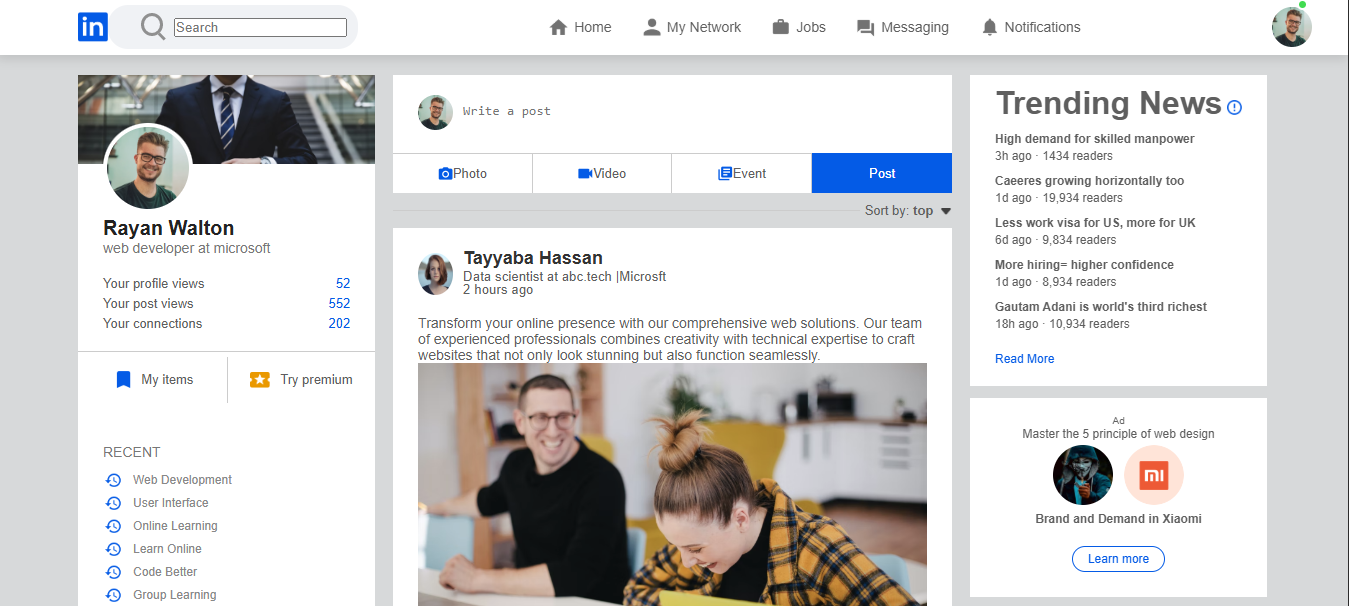 in
Search
Home
My Network
Jobs
Messaging
Notifications
Rayan Walton
web developer at microsoft
Your profile views 52
Your post views 552
Your connections 202
My items
Try premium
RECENT
Web Development
User Interface
Online Learning
Learn Online
Code Better
Group Learning
Write a post
Photo
Video
Event
Post
Sort by: top
Tayyaba Hassan
Data scientist at abc.tech |Microsft
2 hours ago
Transform your online presence with our comprehensive web solutions. Our team
of experienced professionals combines creativity with technical expertise to craft
websites that not only look stunning but also function seamlessly.
Trending News
High demand for skilled manpower
3h ago · 1434 readers
Caeeres growing horizontally too
1d ago · 19,934 readers
Less work visa for US, more for UK
6d ago · 9,834 readers
More hiring= higher confidence
1d ago · 8,934 readers
Gautam Adani is world's third richest
18h ago · 10,934 readers
Read More
Ad
Master the 5 principle of web design
mi
Brand and Demand in Xiaomi
Learn more